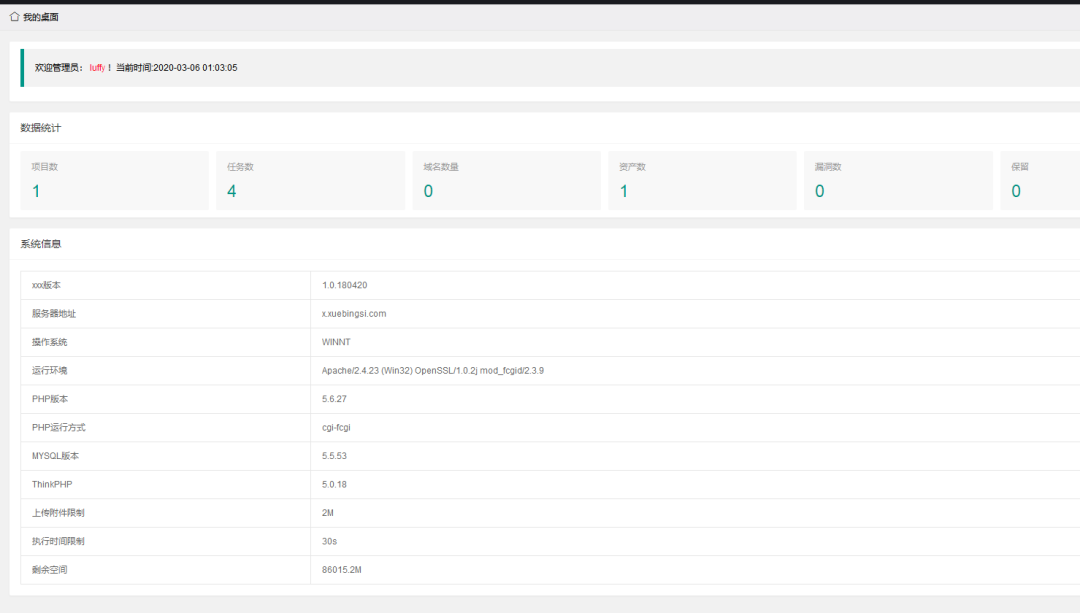 我的桌面
欢迎管理员：luffy！当前时间:2020-03-06 01:03:05
数据统计
项目数 任务数 域名数量 资产数 漏洞数 保留
1 4 0 1 0 0
系统信息
xxx版本 1.0.180420
服务器地址 x.xuebingsi.com
操作系统 WINNT
运行环境 Apache/2.4.23 (Win32) OpenSSL/1.0.2j mod_fcgid/2.3.9
PHP版本 5.6.27
PHP运行方式 cgi-fcgi
MYSQL版本 5.5.53
ThinkPHP 5.0.18
上传附件限制 2M
执行时间限制 30s
剩余空间 86015.2M